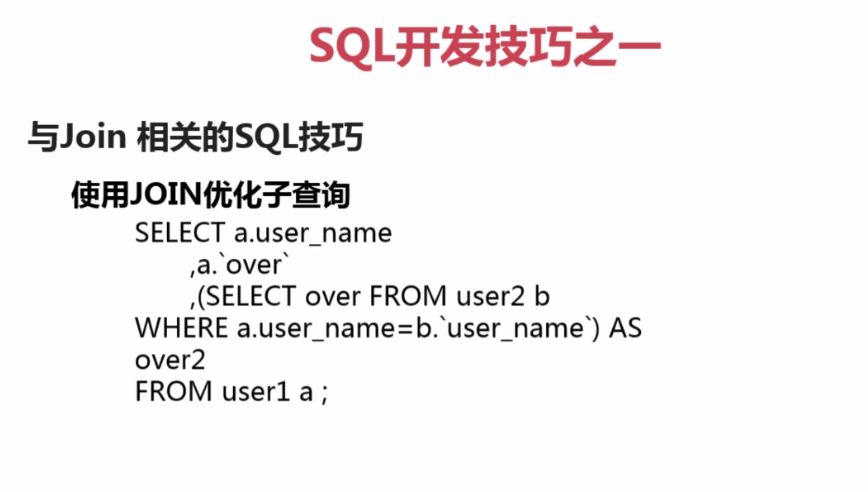 SQL开发技巧之一
与Join 相关的SQL技巧
使用JOIN优化子查询
SELECT a.user_name
,a.`over`
,(SELECT over FROM user2 b
WHERE a.user_name=b.`user_name`) AS
over2
FROM user1 a ;